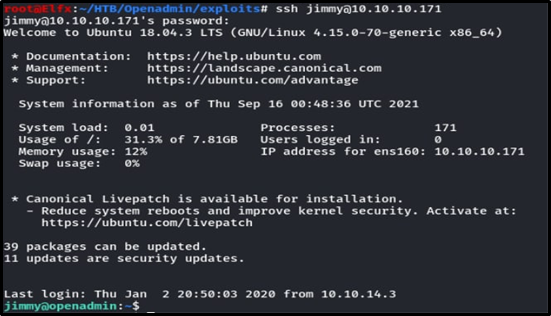 root@Elfx:~/HTB/Openadmin/exploits# ssh jimmy@10.10.10.171
jimmy@10.10.10.171's password:
Welcome to Ubuntu 18.04.3 LTS (GNU/Linux 4.15.0-70-generic x86_64)
* Documentation: https://help.ubuntu.com
* Management: https://landscape.canonical.com
* Support: https://ubuntu.com/advantage
System information as of Thu Sep 16 00:48:36 UTC 2021
System load: 0.01 Processes: 171
Usage of /: 31.3% of 7.81GB Users logged in: 0
Memory usage: 12% IP address for ens160: 10.10.10.171
Swap usage: 0%
* Canonical Livepatch is available for installation.
- Reduce system reboots and improve kernel security. Activate at:
https://ubuntu.com/livepatch
39 packages can be updated.
11 updates are security updates.
Last login: Thu Jan 2 20:50:03 2020 from 10.10.14.3
jimmy@openadmin:~$ _